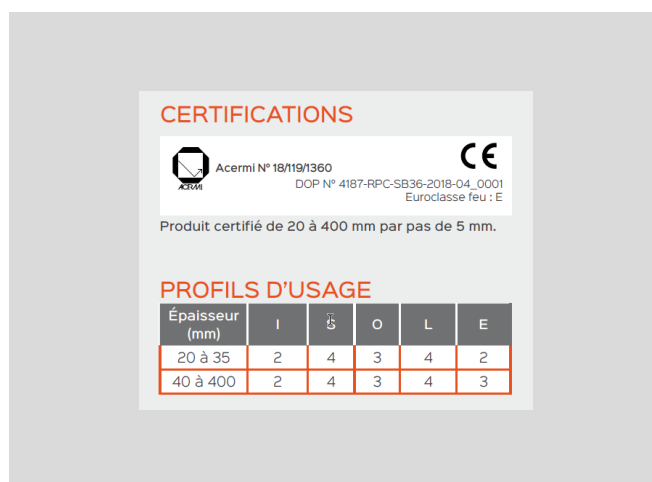 CERTIFICATIONS
ACERMI
Acermi N° 18/119/1360
DOP N° 4187-RPC-SB36-2018-04_0001
Euroclasse feu : E
CE
Produit certifié de 20 à 400 mm par pas de 5 mm.
PROFILS D'USAGE
Épaisseur (mm) I S O L E
20 à 35 2 4 3 4 2
40 à 400 2 4 3 4 3